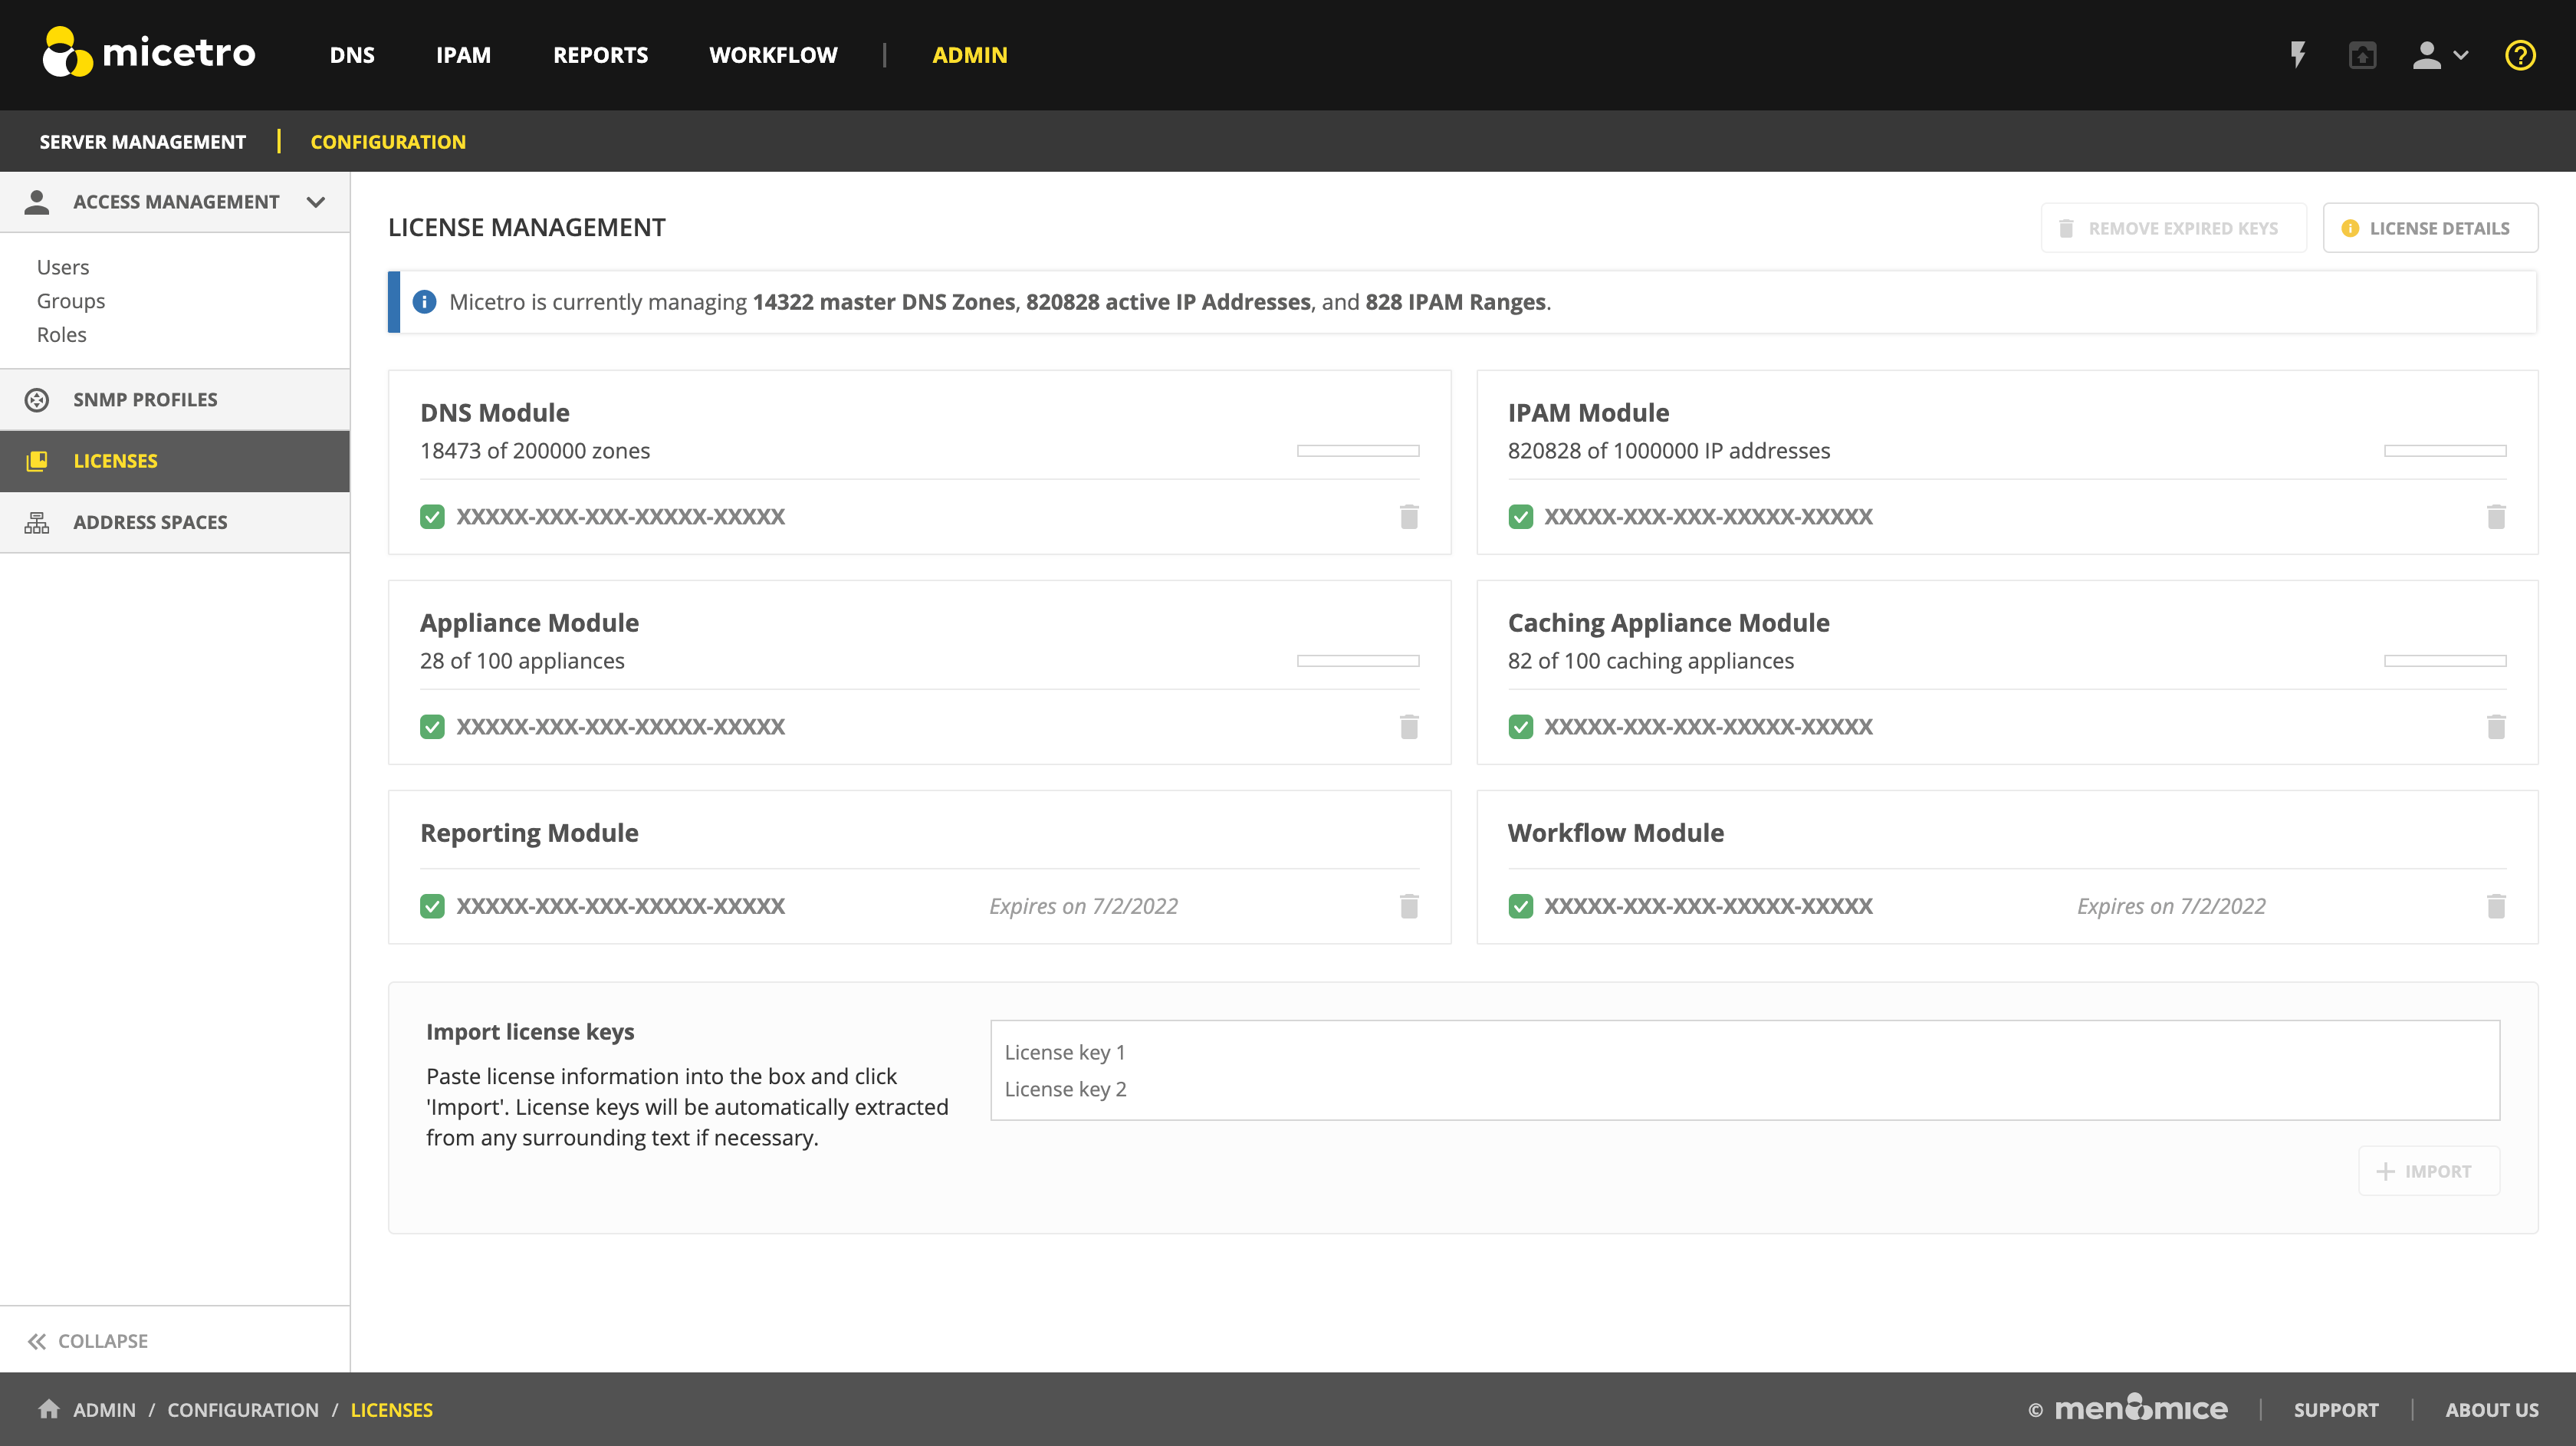 micetro DNS IPAM REPORTS WORKFLOW | ADMIN
SERVER MANAGEMENT | CONFIGURATION
ACCESS MANAGEMENT
Users
Groups
Roles
SNMP PROFILES
LICENSES
ADDRESS SPACES
COLLAPSE
LICENSE MANAGEMENT
REMOVE EXPIRED KEYS
LICENSE DETAILS
Micetro is currently managing 14322 master DNS Zones, 820828 active IP Addresses, and 828 IPAM Ranges.
DNS Module
18473 of 200000 zones
XXXXX-XXX-XXX-XXXXX-XXXXX
IPAM Module
820828 of 1000000 IP addresses
XXXXX-XXX-XXX-XXXXX-XXXXX
Appliance Module
28 of 100 appliances
XXXXX-XXX-XXX-XXXXX-XXXXX
Caching Appliance Module
82 of 100 caching appliances
XXXXX-XXX-XXX-XXXXX-XXXXX
Reporting Module
XXXXX-XXX-XXX-XXXXX-XXXXX Expires on 7/2/2022
Workflow Module
XXXXX-XXX-XXX-XXXXX-XXXXX Expires on 7/2/2022
Import license keys
Paste license information into the box and click
'Import'. License keys will be automatically extracted
from any surrounding text if necessary.
License key 1
License key 2
IMPORT
ADMIN / CONFIGURATION / LICENSES
© men&mice | SUPPORT | ABOUT US